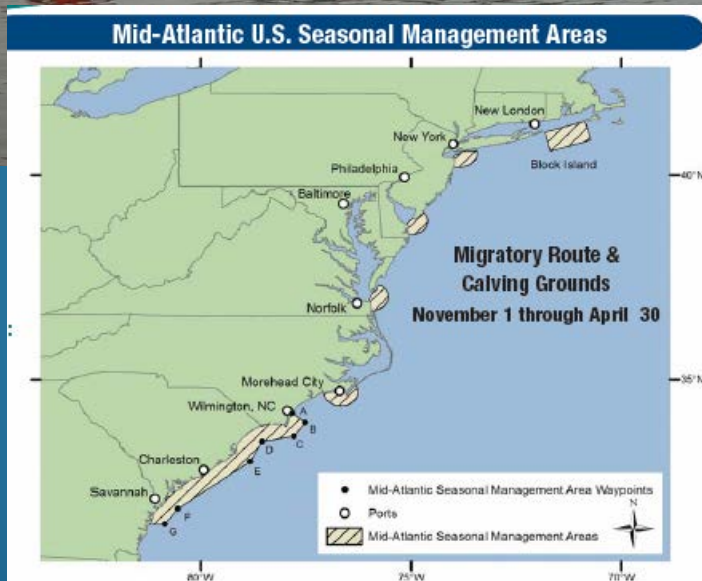 Mid-Atlantic U.S. Seasonal Management Areas
New London
New York
Block Island
Philadelphia
40°N
Baltimore
Migratory Route &
Calving Grounds
November 1 through April 30
Norfolk
:
Morehead City
35°N
Wilmington, NC
A
B
C
D
Charleston
E
Savannah
F
G
Mid-Atlantic Seasonal Management Area Waypoints
Ports
Mid-Atlantic Seasonal Management Areas
N
80°W
75°W
70°W